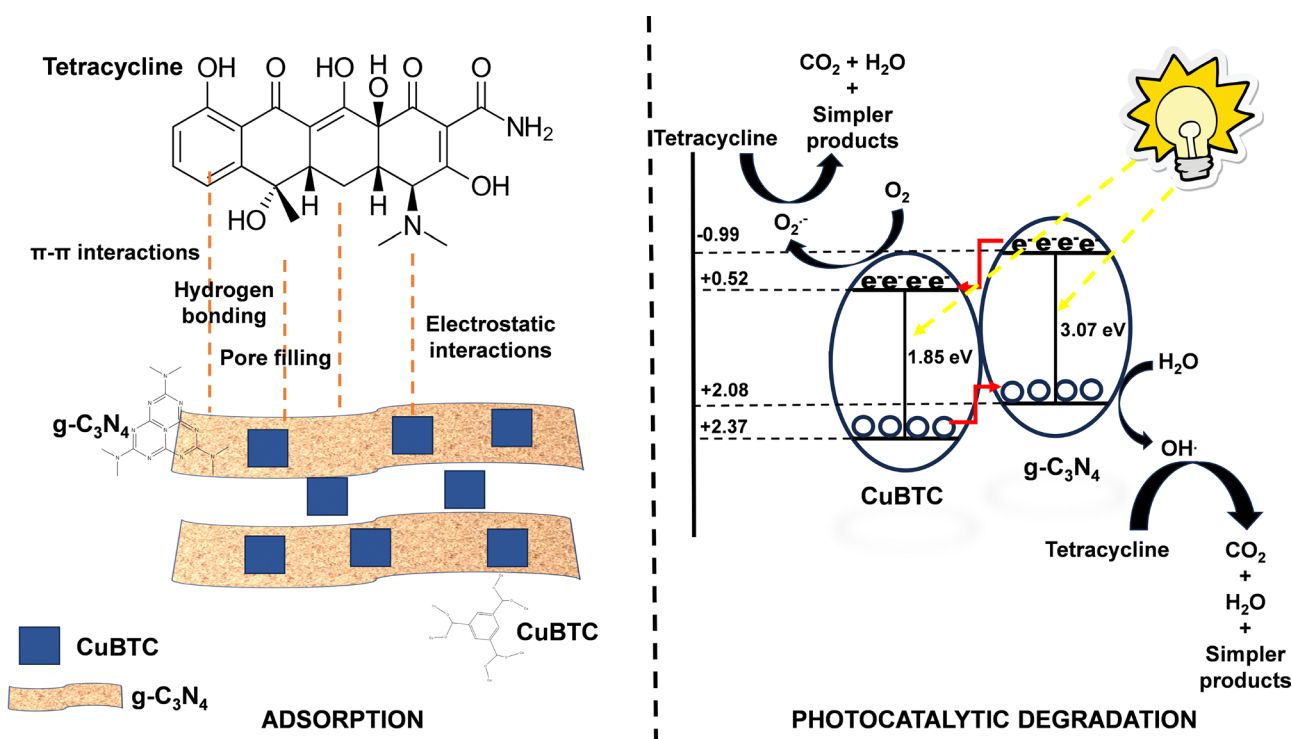 Tetracycline
OH
O
HO
H
O
O
O
NH₂
OH
HO
H
H
N
π-π interactions
Hydrogen
bonding
Pore filling
Electrostatic
interactions
g-C₃N₄
CuBTC
CuBTC
g-C₃N₄
ADSORPTION
CO₂ + H₂O
+
Simpler
products
Tetracycline
O₂
O₂·-
-0.99
+0.52
+2.08
+2.37
e⁻e⁻e⁻e⁻
e⁻e⁻e⁻e⁻
1.85 eV
3.07 eV
H₂O
OH·
CuBTC
g-C₃N₄
Tetracycline
CO₂
+
H₂O
+
Simpler
products
PHOTOCATALYTIC DEGRADATION